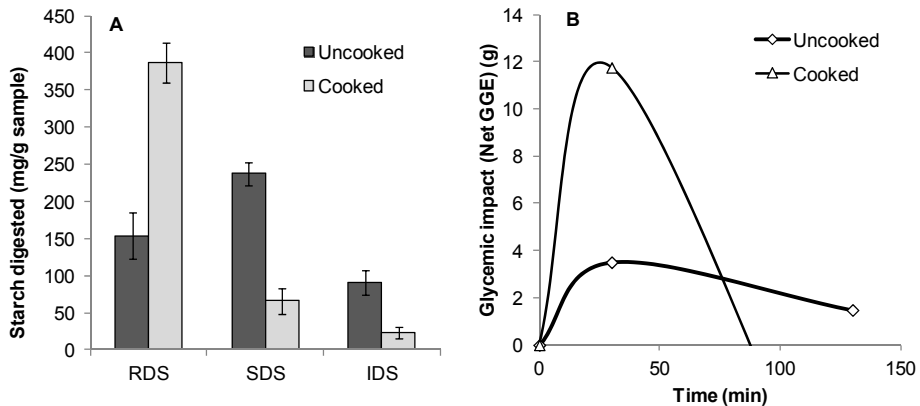 A
Starch digested (mg/g sample)
450
400
350
300
250
200
150
100
50
0
RDS SDS IDS
Uncooked
Cooked
B
Glycemic impact (Net GGE) (g)
14
12
10
8
6
4
2
0
0 50 100 150
Time (min)
Uncooked
Cooked